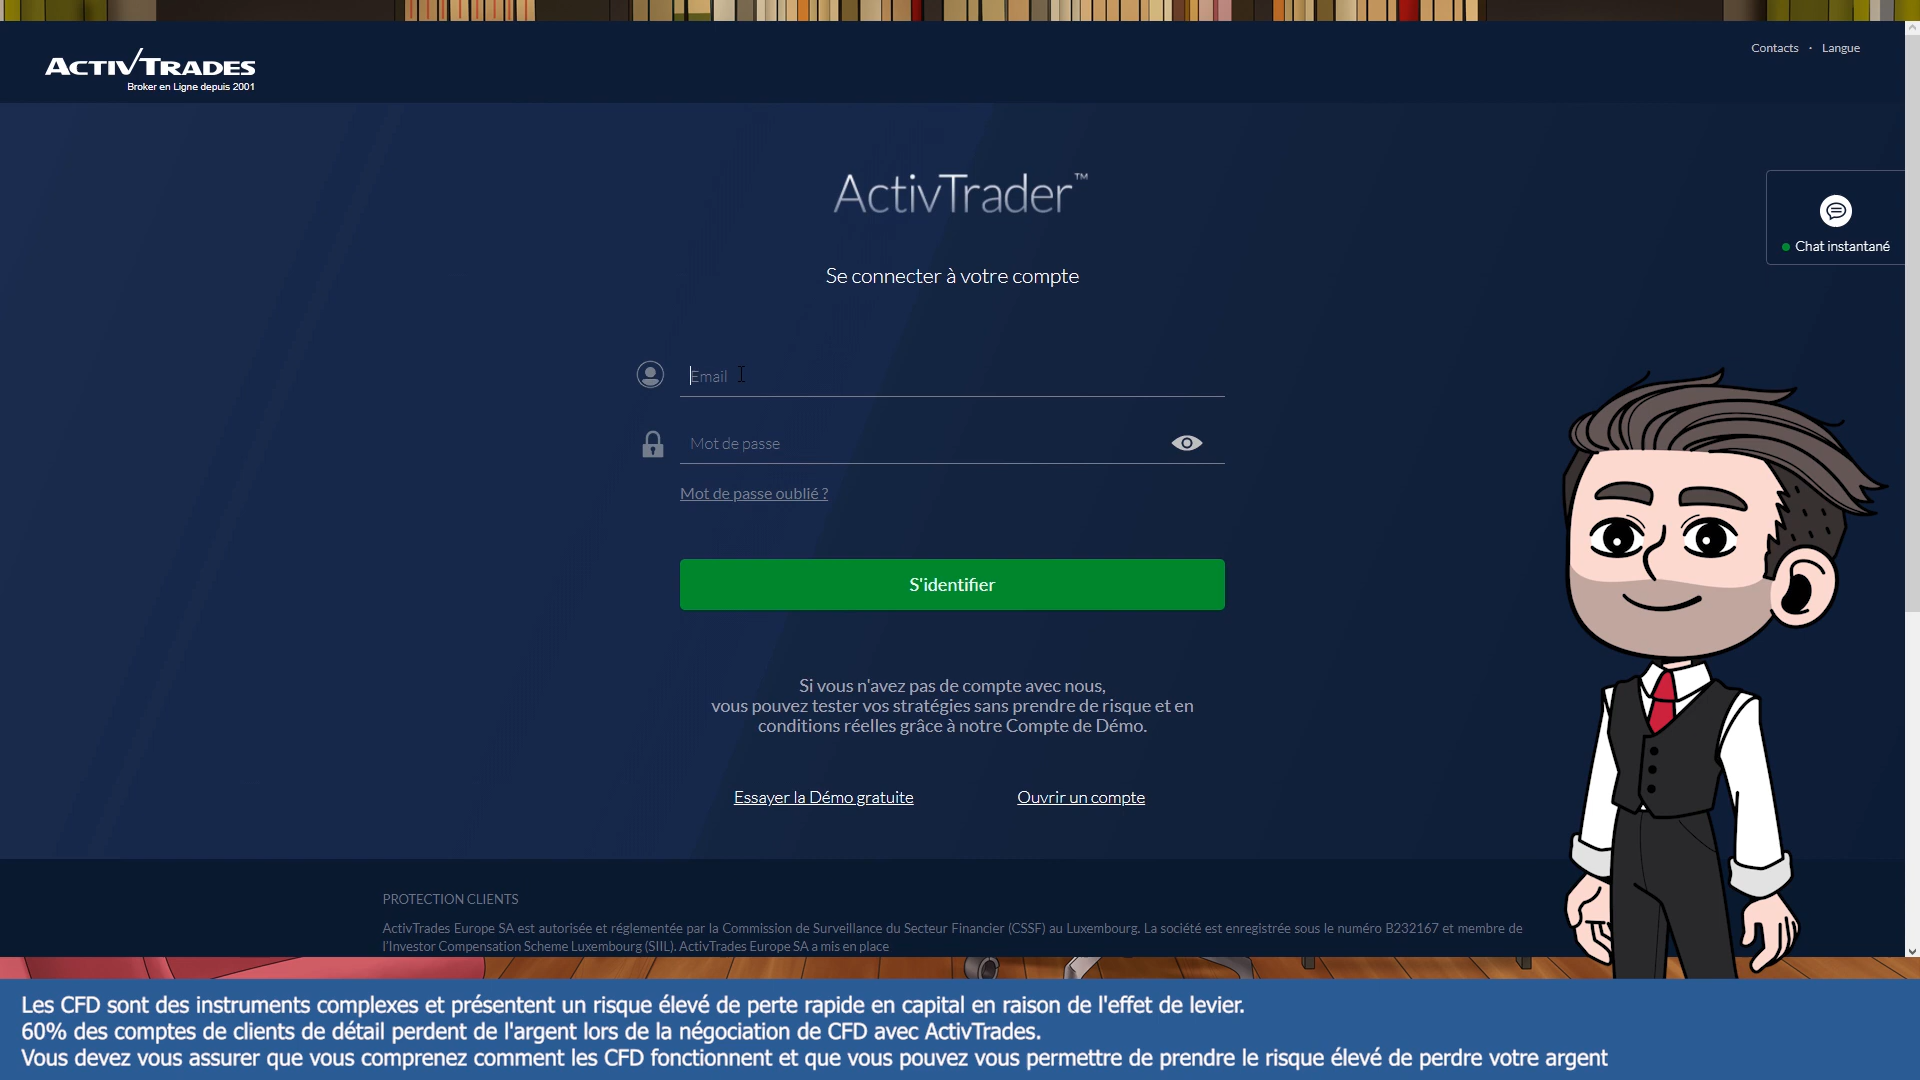 ACTIVTRADES
Broker en Ligne depuis 2001
Contacts · Langue
ActivTrader™
Chat instantané
Se connecter à votre compte
Email
Mot de passe
Mot de passe oublié ?
S'identifier
Si vous n'avez pas de compte avec nous,
vous pouvez tester vos stratégies sans prendre de risque et en
conditions réelles grâce à notre Compte de Démo.
Essayer la Démo gratuite
Ouvrir un compte
PROTECTION CLIENTS
ActivTrades Europe SA est autorisée et réglementée par la Commission de Surveillance du Secteur Financier (CSSF) au Luxembourg. La société est enregistrée sous le numéro B232167 et membre de
l'Investor Compensation Scheme Luxembourg (SIIL). ActivTrades Europe SA a mis en place
Les CFD sont des instruments complexes et présentent un risque élevé de perte rapide en capital en raison de l'effet de levier.
60% des comptes de clients de détail perdent de l'argent lors de la négociation de CFD avec ActivTrades.
Vous devez vous assurer que vous comprenez comment les CFD fonctionnent et que vous pouvez vous permettre de prendre le risque élevé de perdre votre argent